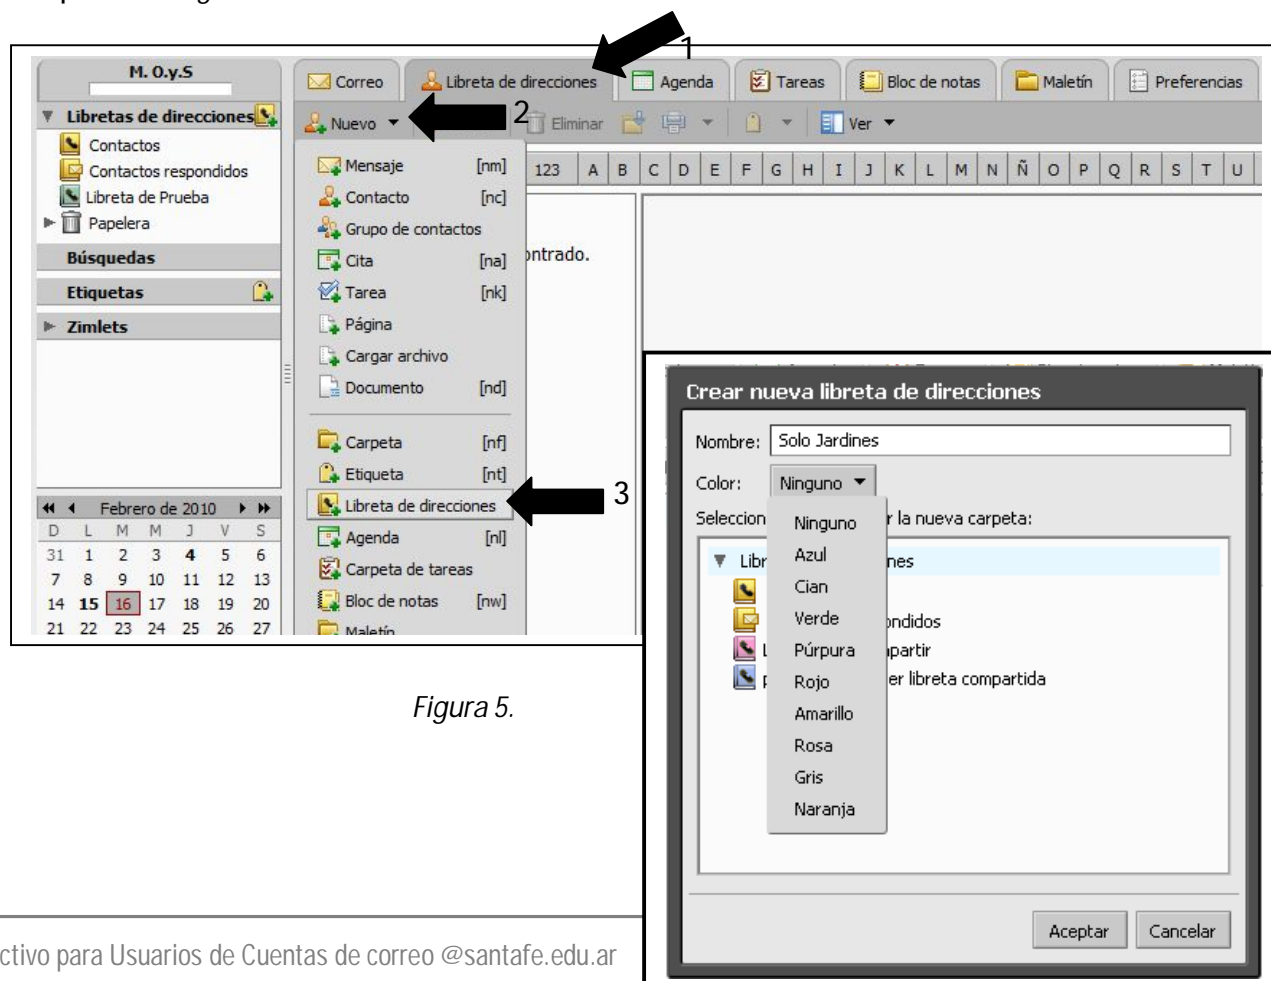 1
M. O.y.S
Correo
Libreta de direcciones
Agenda
Tareas
Bloc de notas
Maletín
Preferencias
Libretas de direcciones
Contactos
Contactos respondidos
Libreta de Prueba
Papelera
Búsquedas
Etiquetas
Zimlets
Nuevo
2
Eliminar
Ver
123 A B C D E F G H I J K L M N Ñ O P Q R S T U
Mensaje [nm]
Contacto [nc]
Grupo de contactos
Cita [na]
Tarea [nk]
Página
Cargar archivo
Documento [nd]
Carpeta [nf]
Etiqueta [nt]
Libreta de direcciones
3
Agenda [nl]
Carpeta de tareas
Bloc de notas [nw]
Maletín
ontrado.
Febrero de 2010
D L M M J V S
31 1 2 3 4 5 6
7 8 9 10 11 12 13
14 15 16 17 18 19 20
21 22 23 24 25 26 27
Crear nueva libreta de direcciones
Nombre: Solo Jardines
Color: Ninguno
Seleccion r la nueva carpeta:
Ninguno
Azul
Cian
Verde
Púrpura
Rojo
Amarillo
Rosa
Gris
Naranja
Libr nes
ondidos
L partir
er libreta compartida
Aceptar
Cancelar
Figura 5.
ctivo para Usuarios de Cuentas de correo @santafe.edu.ar